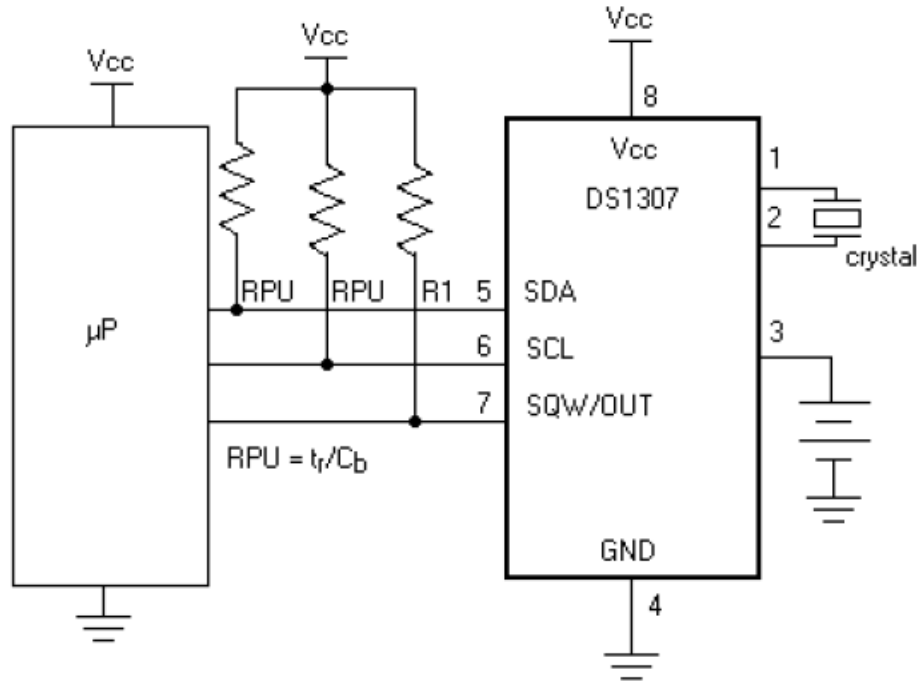 Vcc
Vcc
Vcc
8
Vcc
DS1307
1
2
crystal
RPU
RPU
R1
5
SDA
µP
6
SCL
3
7
SQW/OUT
RPU = tr/Cb
GND
4